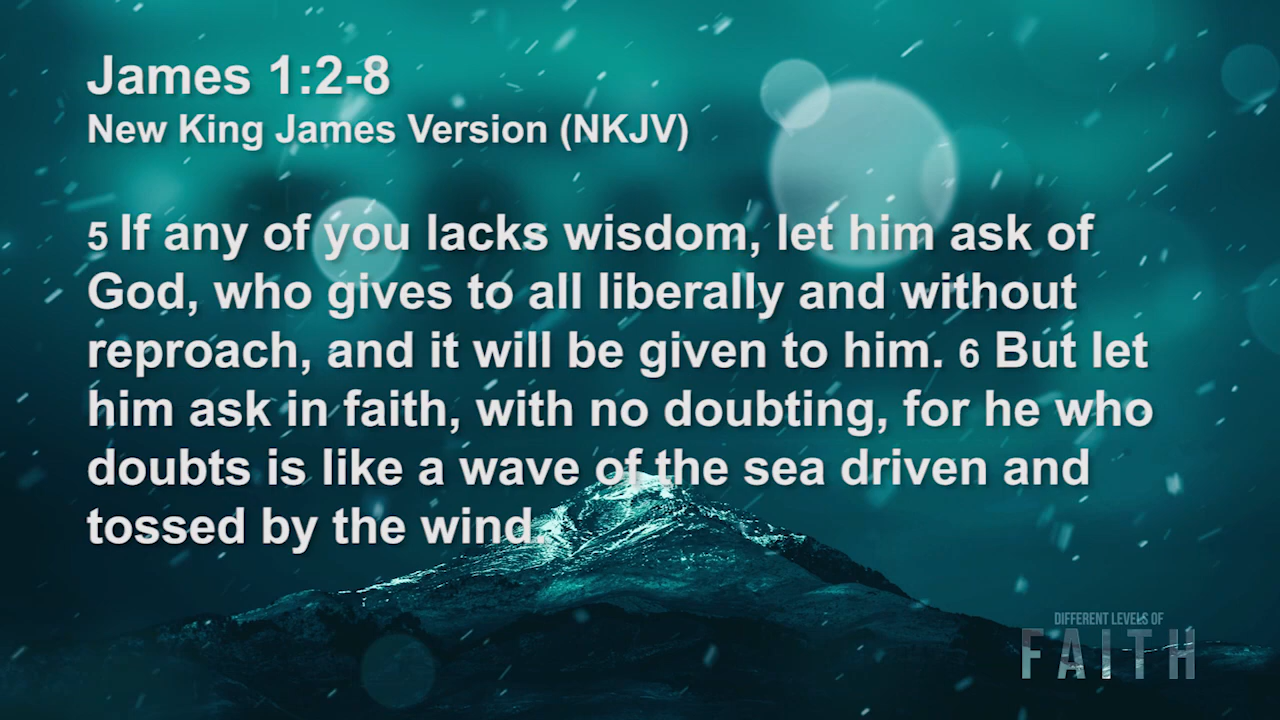 James 1:2-8
New King James Version (NKJV)
5 If any of you lacks wisdom, let him ask of
God, who gives to all liberally and without
reproach, and it will be given to him. 6 But let
him ask in faith, with no doubting, for he who
doubts is like a wave of the sea driven and
tossed by the wind.
DIFFERENT LEVELS OF
FAITH